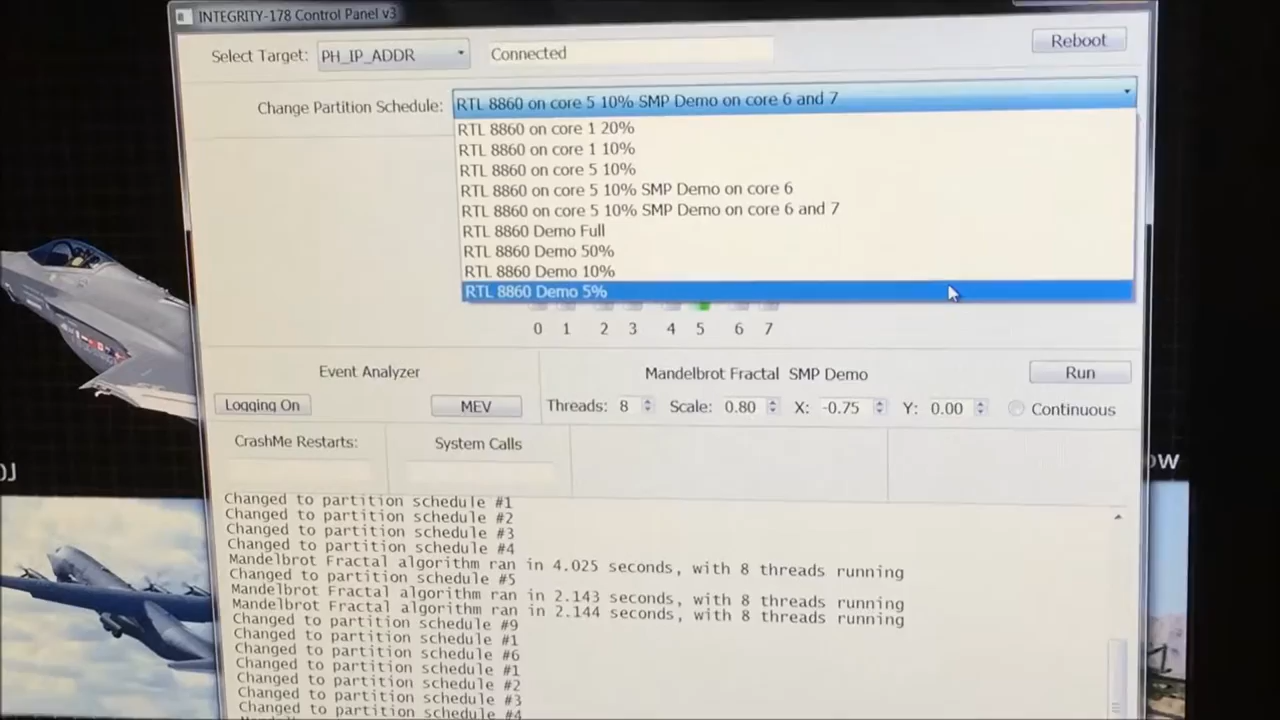 INTEGRITY-178 Control Panel v3
Select Target: PH_IP_ADDR Connected Reboot
Change Partition Schedule: RTL 8860 on core 5 10% SMP Demo on core 6 and 7
RTL 8860 on core 1 20%
RTL 8860 on core 1 10%
RTL 8860 on core 5 10%
RTL 8860 on core 5 10% SMP Demo on core 6
RTL 8860 on core 5 10% SMP Demo on core 6 and 7
RTL 8860 Demo Full
RTL 8860 Demo 50%
RTL 8860 Demo 10%
RTL 8860 Demo 5%
0 1 2 3 4 5 6 7
Event Analyzer Mandelbrot Fractal SMP Demo Run
Logging On MEV Threads: 8 Scale: 0.80 X: -0.75 Y: 0.00 Continuous
CrashMe Restarts: System Calls
Changed to partition schedule #1
Changed to partition schedule #2
Changed to partition schedule #3
Changed to partition schedule #4
Mandelbrot Fractal algorithm ran in 4.025 seconds, with 8 threads running
Changed to partition schedule #5
Mandelbrot Fractal algorithm ran in 2.143 seconds, with 8 threads running
Mandelbrot Fractal algorithm ran in 2.144 seconds, with 8 threads running
Changed to partition schedule #9
Changed to partition schedule #1
Changed to partition schedule #6
Changed to partition schedule #1
Changed to partition schedule #2
Changed to partition schedule #3
Changed to partition schedule #4